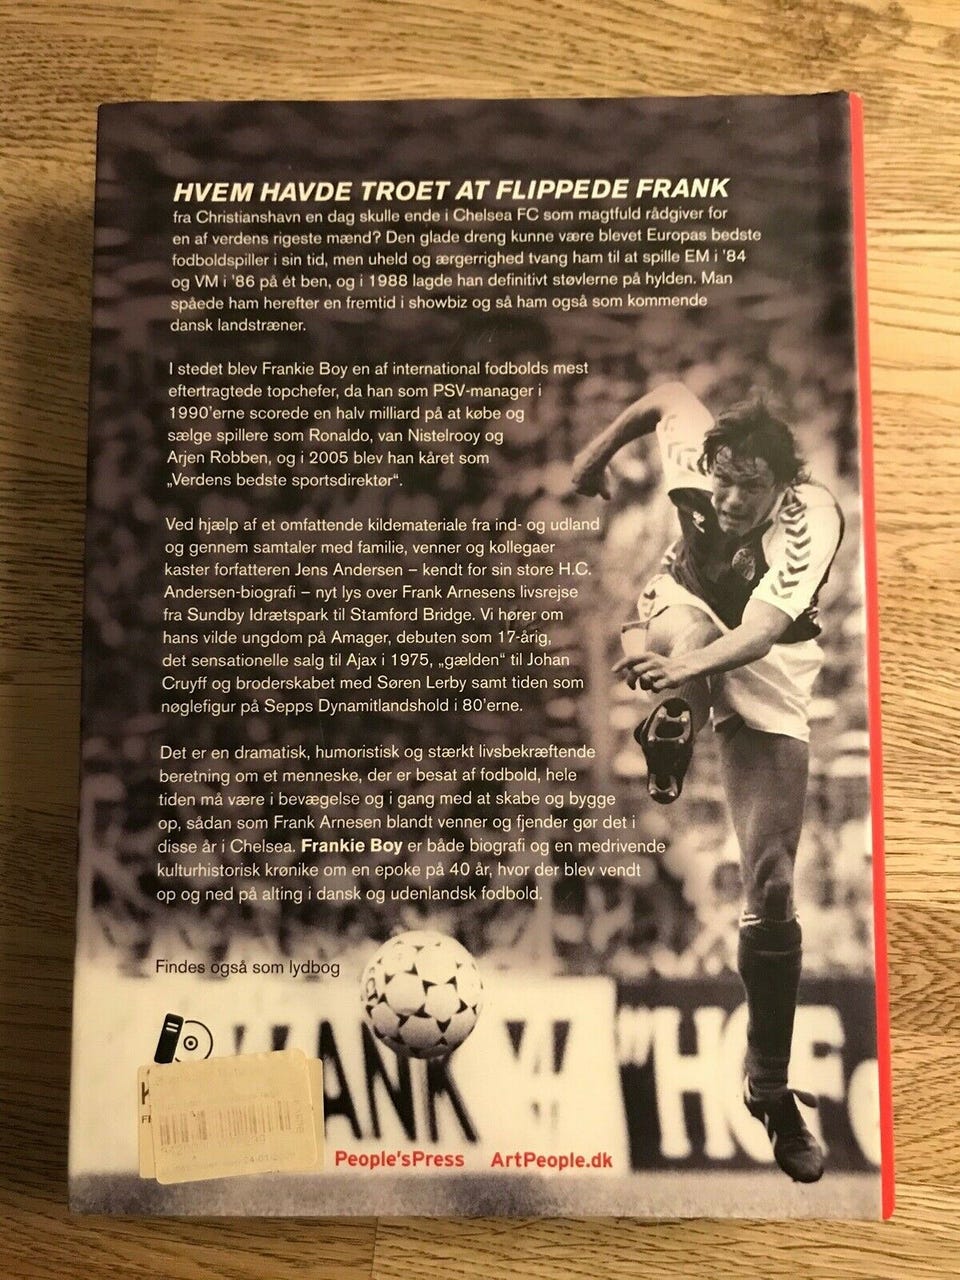 HVEM HAVDE TROET AT FLIPPEDE FRANK
fra Christianshavn en dag skulle ende i Chelsea FC som magtfuld rådgiver for
en af verdens rigeste mænd? Den glade dreng kunne være blevet Europas bedste
fodboldspiller i sin tid, men uheld og ærgerrighed tvang ham til at spille EM i '84
og VM i '86 på ét ben, og i 1988 lagde han definitivt støvlerne på hylden. Man
spåede ham herefter en fremtid i showbiz og så ham også som kommende
dansk landstræner.
I stedet blev Frankie Boy en af international fodbolds mest
eftertragtede topchefer, da han som PSV-manager i
1990'erne scorede en halv milliard på at købe og
sælge spillere som Ronaldo, van Nistelrooy og
Arjen Robben, og i 2005 blev han kåret som
„Verdens bedste sportsdirektør“.
Ved hjælp af et omfattende kildemateriale fra ind- og udland
og gennem samtaler med familie, venner og kollegaer
kaster forfatteren Jens Andersen – kendt for sin store H.C.
Andersen-biografi – nyt lys over Frank Arnesens livsrejse
fra Sundby Idrætspark til Stamford Bridge. Vi hører om
hans vilde ungdom på Amager, debuten som 17-årig,
det sensationelle salg til Ajax i 1975, „gælden“ til Johan
Cruyff og broderskabet med Søren Lerby samt tiden som
nøglefigur på Sepps Dynamitlandshold i 80'erne.
Det er en dramatisk, humoristisk og stærkt livsbekræftende
beretning om et menneske, der er besat af fodbold, hele
tiden må være i bevægelse og i gang med at skabe og bygge
op, sådan som Frank Arnesen blandt venner og fjender gør det i
disse år i Chelsea. Frankie Boy er både biografi og en medrivende
kulturhistorisk krønike om en epoke på 40 år, hvor der blev vendt
op og ned på alting i dansk og udenlandsk fodbold.
Findes også som lydbog
People'sPress ArtPeople.dk